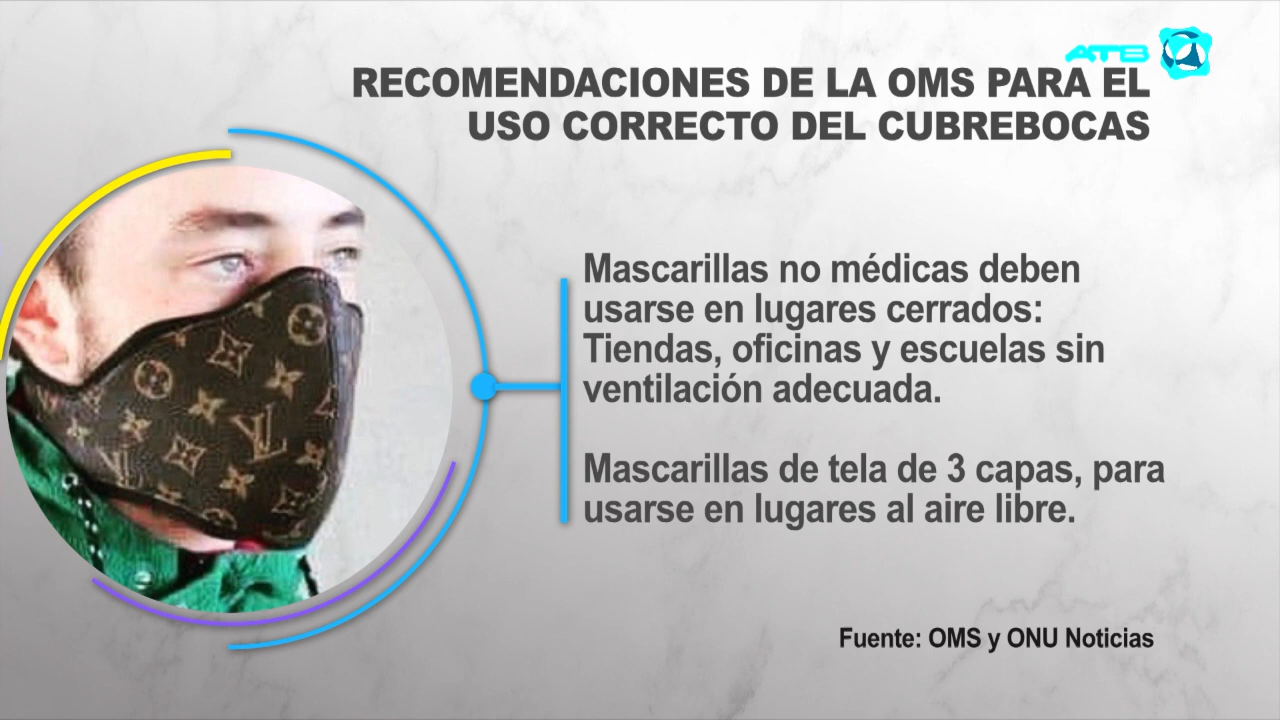 ATB
RECOMENDACIONES DE LA OMS PARA EL
USO CORRECTO DEL CUBREBOCAS
Mascarillas no médicas deben
usarse en lugares cerrados:
Tiendas, oficinas y escuelas sin
ventilación adecuada.
Mascarillas de tela de 3 capas, para
usarse en lugares al aire libre.
Fuente: OMS y ONU Noticias
LV